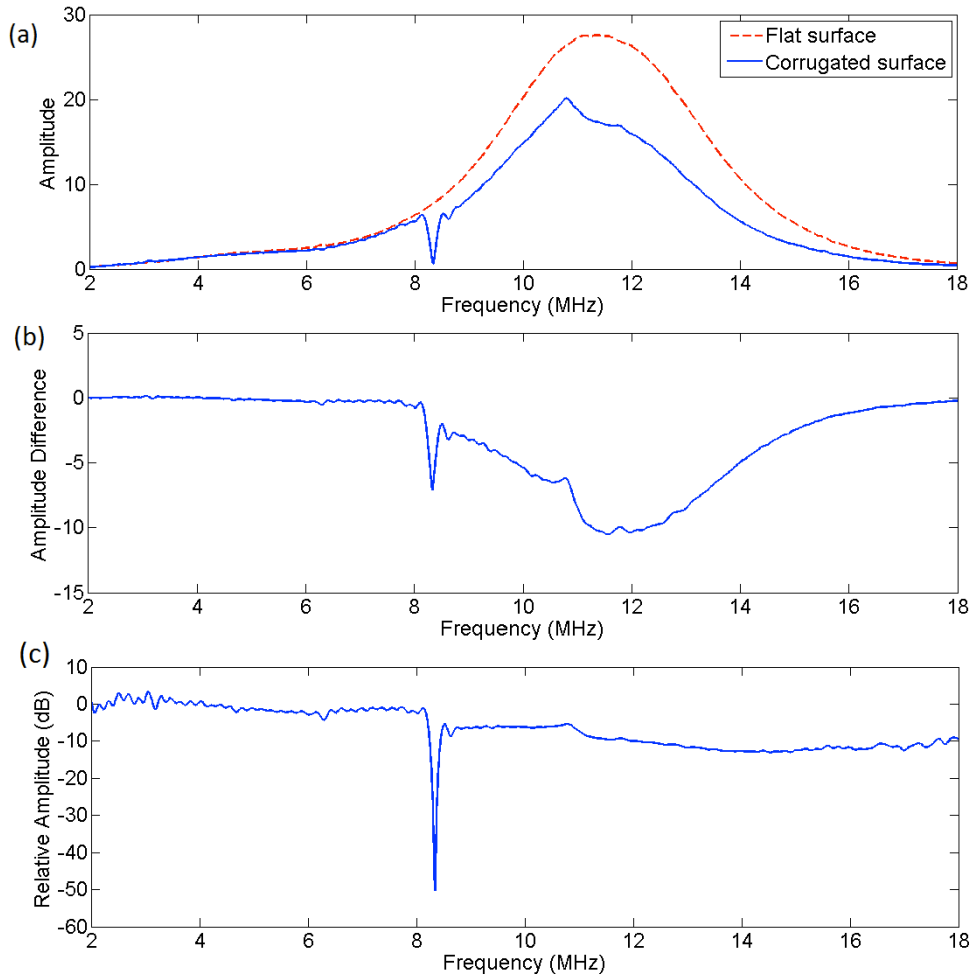 (a)
30
20
10
0
Amplitude
Flat surface
Corrugated surface
2 4 6 8 10 12 14 16 18
Frequency (MHz)
(b)
5
0
-5
-10
-15
Amplitude Difference
2 4 6 8 10 12 14 16 18
Frequency (MHz)
(c)
10
0
-10
-20
-30
-40
-50
-60
Relative Amplitude (dB)
2 4 6 8 10 12 14 16 18
Frequency (MHz)